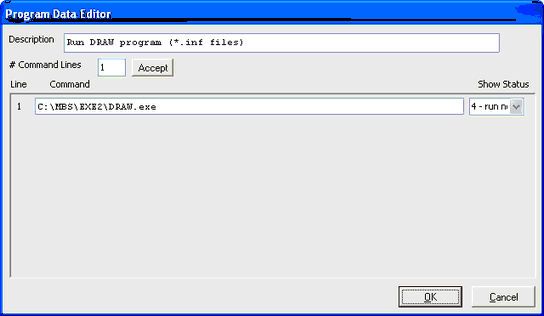 Program Data Editor
Description Run DRAW program (*.inf files)
# Command Lines 1 Accept
Line Command Show Status
1 C:\MBS\EXE2\DRAW.exe 4 - run
OK Cancel